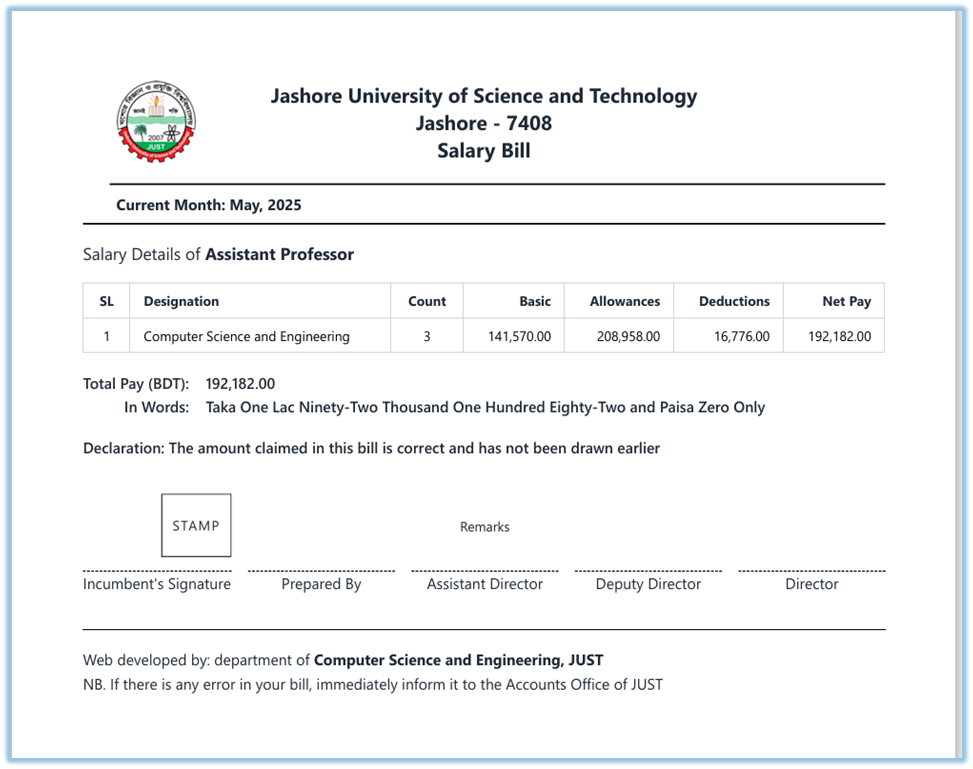 যশোর বিজ্ঞান ও প্রযুক্তি বিশ্ববিদ্যালয়
2007
JUST
Jashore University of Science and Technology
Jashore - 7408
Salary Bill
Current Month: May, 2025
Salary Details of Assistant Professor
SL Designation Count Basic Allowances Deductions Net Pay
1 Computer Science and Engineering 3 141,570.00 208,958.00 16,776.00 192,182.00
Total Pay (BDT): 192,182.00
In Words: Taka One Lac Ninety-Two Thousand One Hundred Eighty-Two and Paisa Zero Only
Declaration: The amount claimed in this bill is correct and has not been drawn earlier
STAMP
Remarks
Incumbent's Signature Prepared By Assistant Director Deputy Director Director
Web developed by: department of Computer Science and Engineering, JUST
NB. If there is any error in your bill, immediately inform it to the Accounts Office of JUST